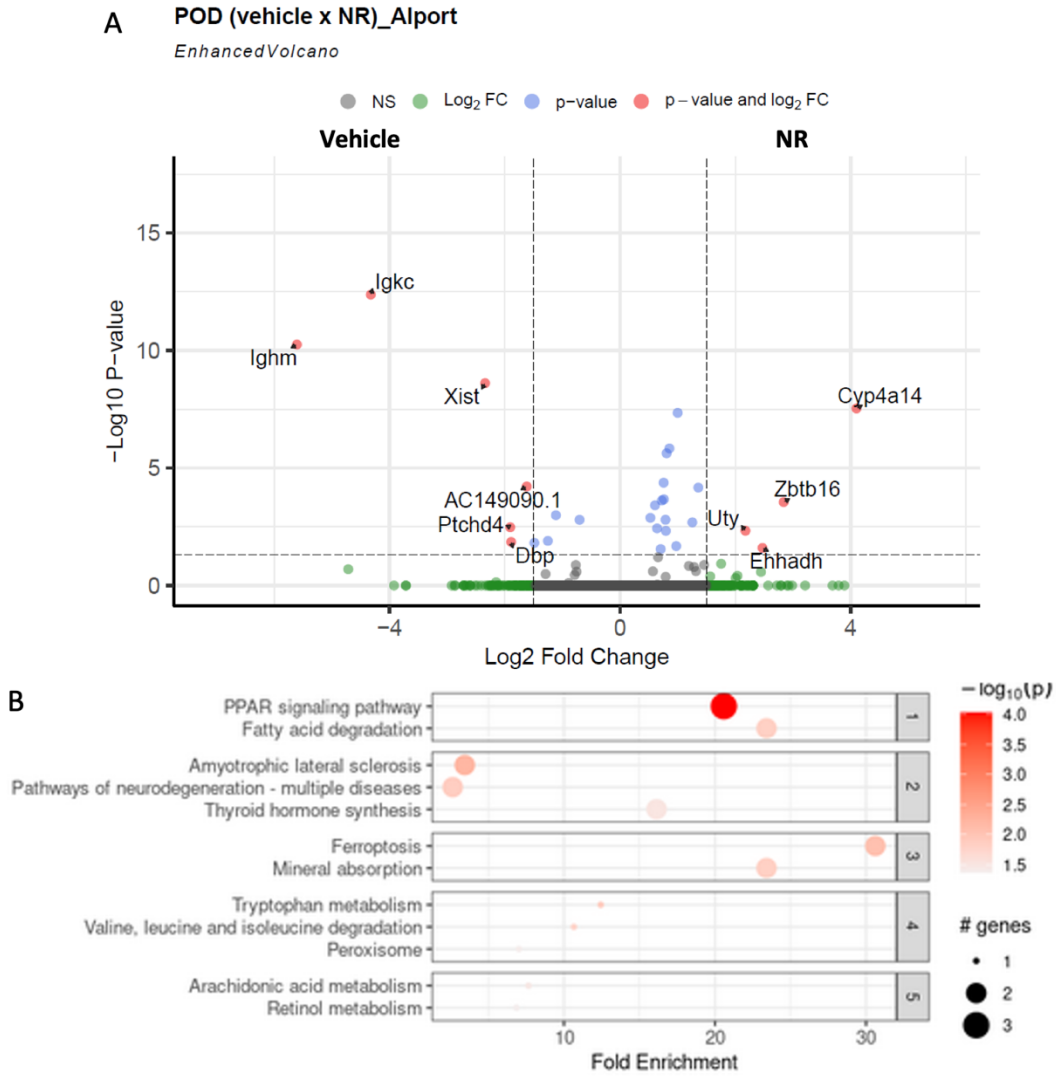 A
POD (vehicle x NR)_Alport
EnhancedVolcano
NS Log2 FC p−value p − value and log2 FC
Vehicle NR
15
10
5
0
−Log10 P−value
Igkc
Ighm
Xist
Cyp4a14
AC149090.1
Zbtb16
Ptchd4
Uty
Dbp
Ehhadh
−4 0 4
Log2 Fold Change
B
PPAR signaling pathway
Fatty acid degradation
1
Amyotrophic lateral sclerosis
Pathways of neurodegeneration - multiple diseases
Thyroid hormone synthesis
2
Ferroptosis
Mineral absorption
3
Tryptophan metabolism
Valine, leucine and isoleucine degradation
Peroxisome
4
Arachidonic acid metabolism
Retinol metabolism
5
10 20 30
Fold Enrichment
−log10(p)
4.0
3.5
3.0
2.5
2.0
1.5
# genes
1
2
3